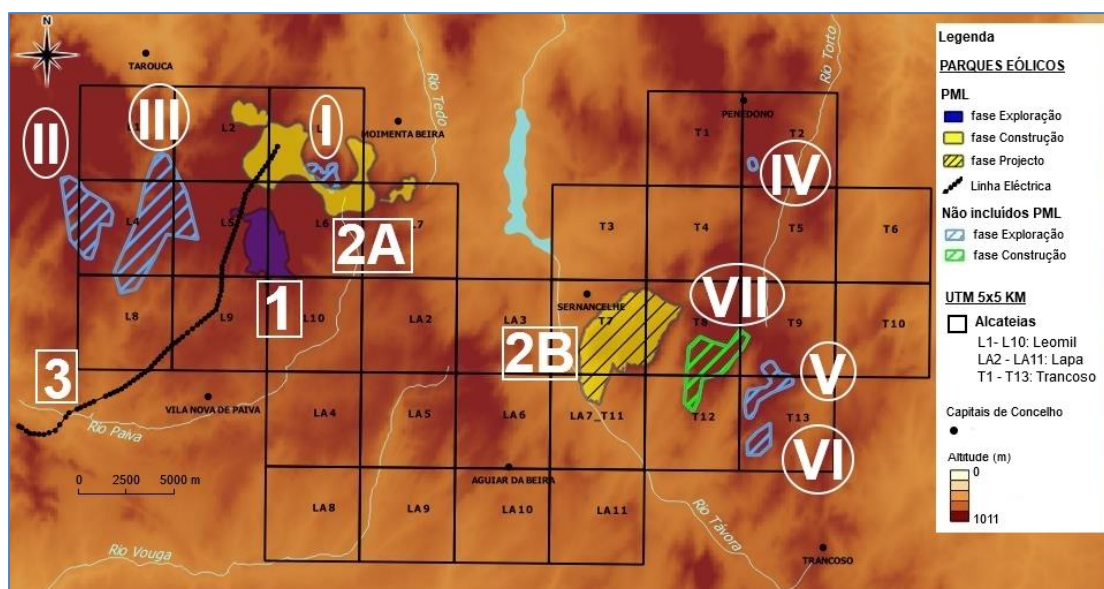 N
TAROUCA
Rio Tedo
Rio Torto
PENEDONO
MOIMENTA BEIRA
II
III
I
IV
L2
T1
T2
L4
L5
L6
L7
2A
T3
T4
T5
T6
SERNANCELHE
VII
L8
L9
1
L10
LA2
LA3
2B
T7
T8
T9
T10
3
V
VILA NOVA DE PAIVA
Rio Paiva
LA4
LA5
LA6
LA7_T11
T12
T13
VI
0 2500 5000 m
AGUIAR DA BEIRA
LA8
LA9
LA10
LA11
Rio Vouga
Rio Távora
TRANCOSO
Legenda
PARQUES EÓLICOS
PML
fase Exploração
fase Construção
fase Projecto
Linha Eléctrica
Não incluídos PML
fase Exploração
fase Construção
UTM 5x5 KM
Alcateias
L1- L10: Leomil
LA2 - LA11: Lapa
T1 - T13: Trancoso
Capitais de Concelho
Altitude (m)
0
1011